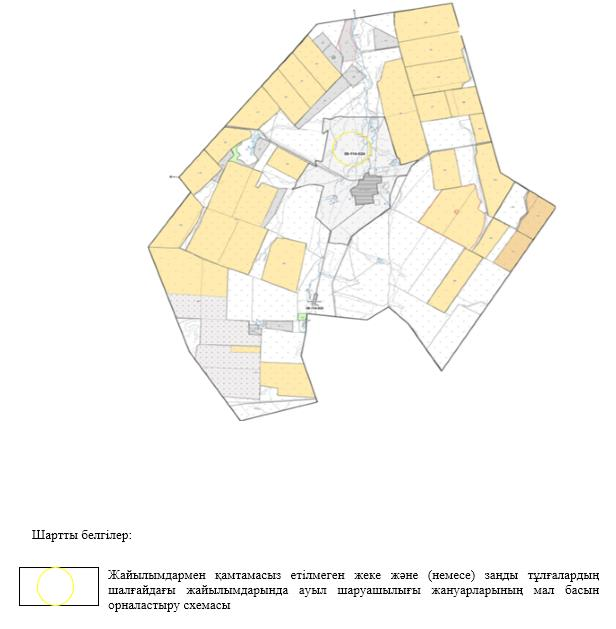 Шартты белгілер:
Жайылымдармен қамтамасыз етілмеген жеке және (немесе) заңды тұлғалардың
шалғайдағы жайылымдарында ауыл шаруашылығы жануарларының мал басын
орналастыру схемасы